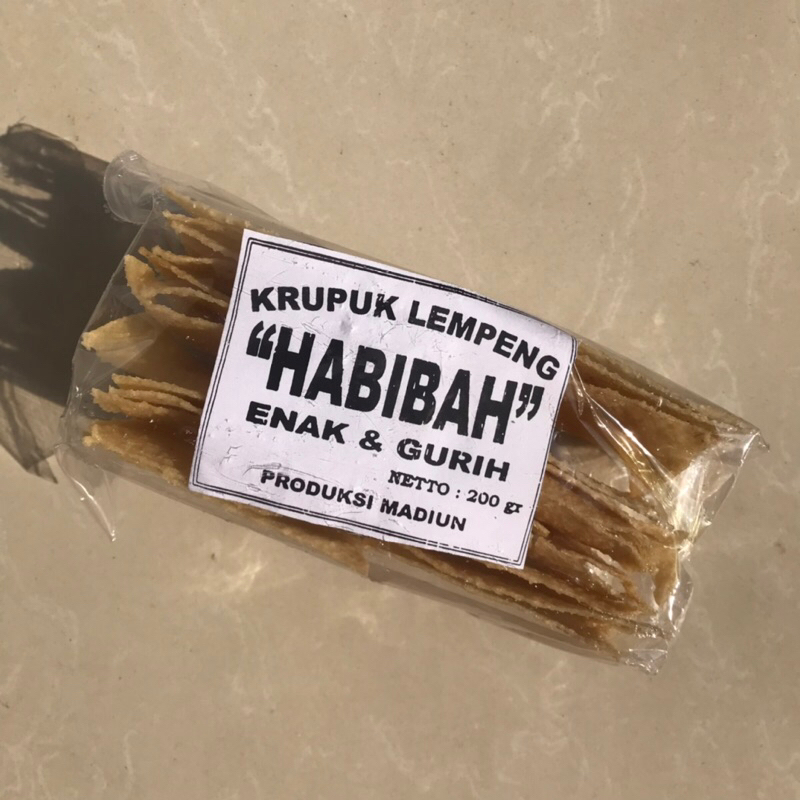 KRUPUK LEMPENG
“HABIBAH”
ENAK & GURIH
NETTO : 200 gr
PRODUKSI MADIUN